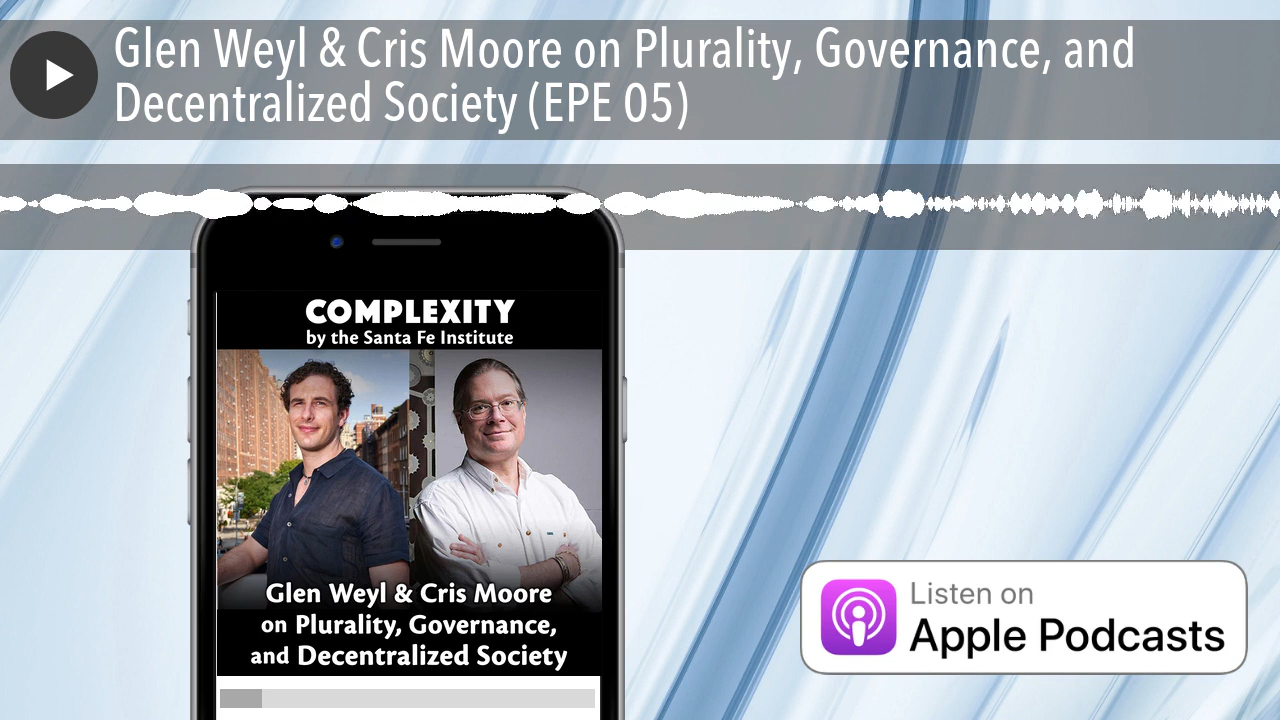 Glen Weyl & Cris Moore on Plurality, Governance, and
Decentralized Society (EPE 05)
COMPLEXITY
by the Santa Fe Institute
Glen Weyl & Cris Moore
on Plurality, Governance,
and Decentralized Society
Listen on
Apple Podcasts